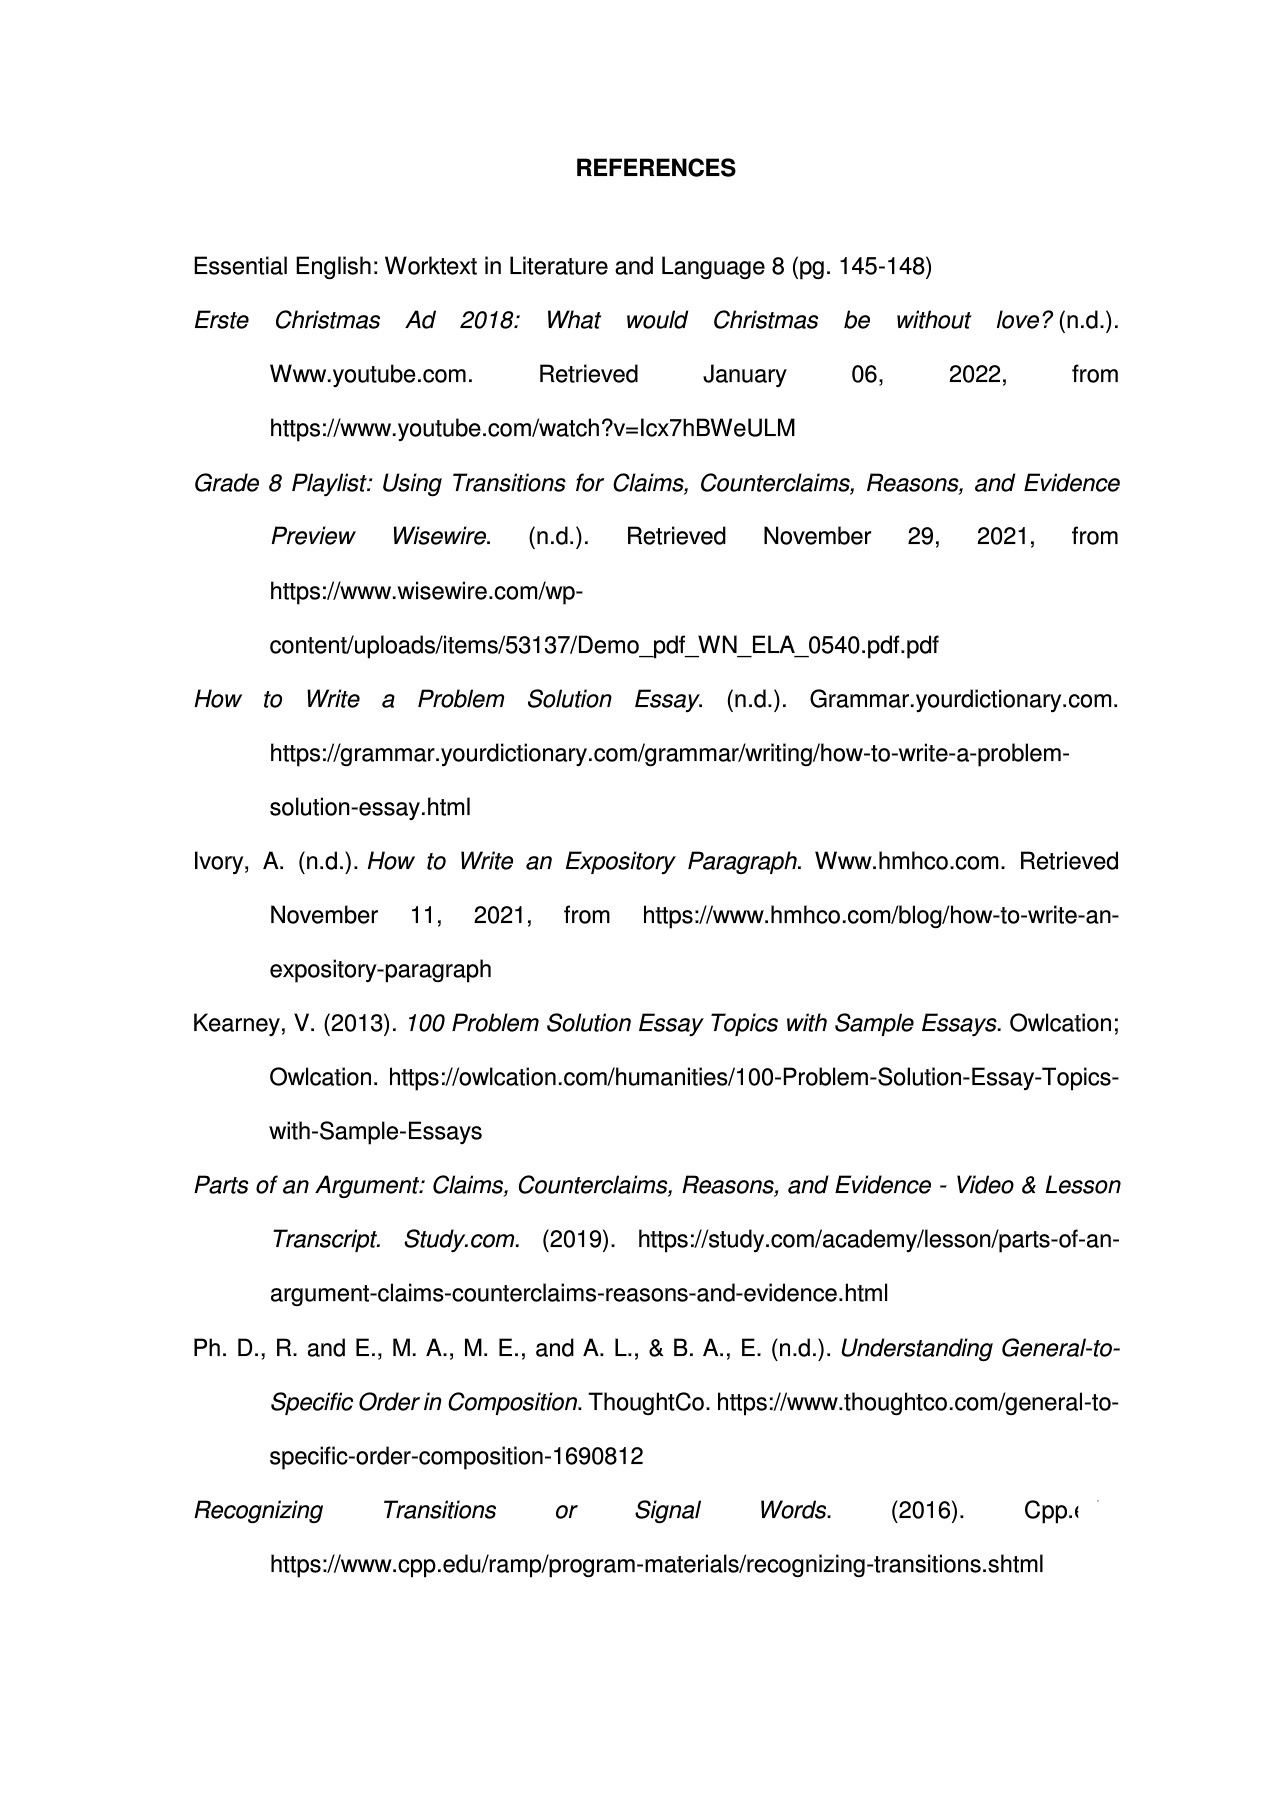 REFERENCES
Essential English: Worktext in Literature and Language 8 (pg. 145-148)
Erste Christmas Ad 2018: What would Christmas be without love? (n.d.).
Www.youtube.com. Retrieved January 06, 2022, from
https://www.youtube.com/watch?v=Icx7hBWeULM
Grade 8 Playlist: Using Transitions for Claims, Counterclaims, Reasons, and Evidence
Preview Wisewire. (n.d.). Retrieved November 29, 2021, from
https://www.wisewire.com/wp-
content/uploads/items/53137/Demo_pdf_WN_ELA_0540.pdf.pdf
How to Write a Problem Solution Essay. (n.d.). Grammar.yourdictionary.com.
https://grammar.yourdictionary.com/grammar/writing/how-to-write-a-problem-
solution-essay.html
Ivory, A. (n.d.). How to Write an Expository Paragraph. Www.hmhco.com. Retrieved
November 11, 2021, from https://www.hmhco.com/blog/how-to-write-an-
expository-paragraph
Kearney, V. (2013). 100 Problem Solution Essay Topics with Sample Essays. Owlcation;
Owlcation. https://owlcation.com/humanities/100-Problem-Solution-Essay-Topics-
with-Sample-Essays
Parts of an Argument: Claims, Counterclaims, Reasons, and Evidence - Video & Lesson
Transcript. Study.com. (2019). https://study.com/academy/lesson/parts-of-an-
argument-claims-counterclaims-reasons-and-evidence.html
Ph. D., R. and E., M. A., M. E., and A. L., & B. A., E. (n.d.). Understanding General-to-
Specific Order in Composition. ThoughtCo. https://www.thoughtco.com/general-to-
specific-order-composition-1690812
Recognizing Transitions or Signal Words. (2016). Cpp.
https://www.cpp.edu/ramp/program-materials/recognizing-transitions.shtml